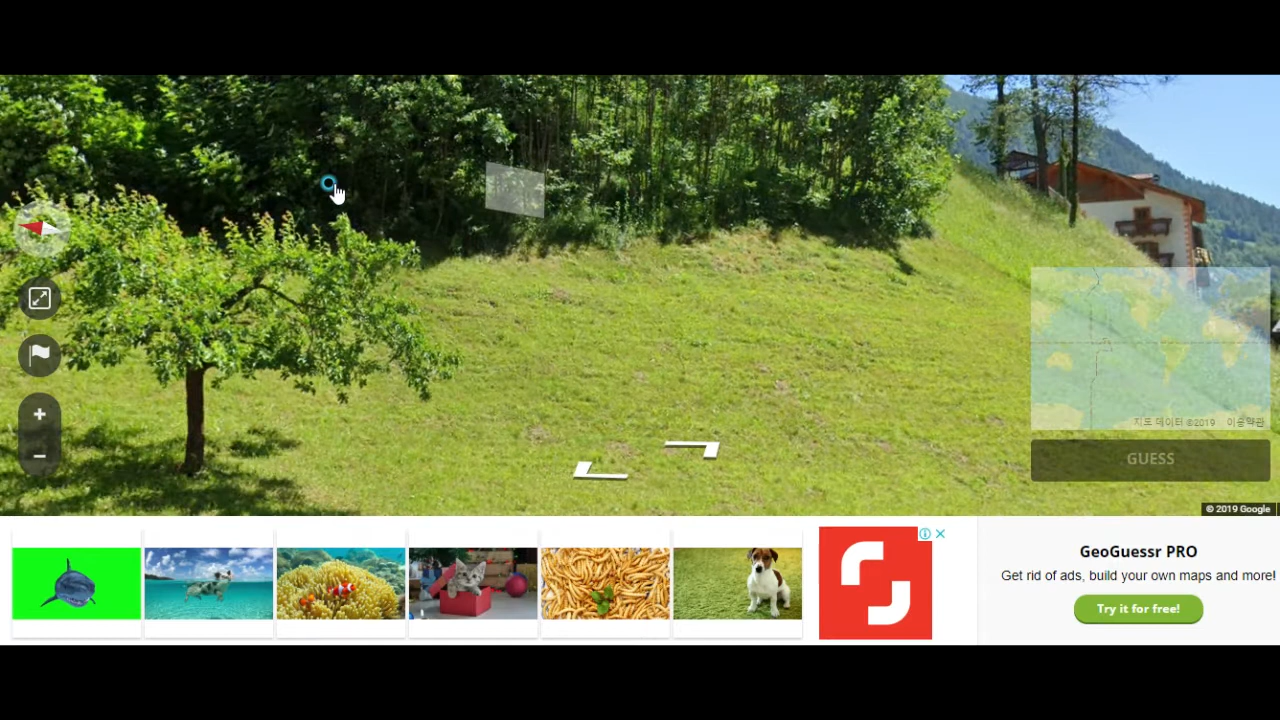 지도 데이터 ©2019 이용약관
GUESS
© 2019 Google
GeoGuessr PRO
Get rid of ads, build your own maps and more!
Try it for free!